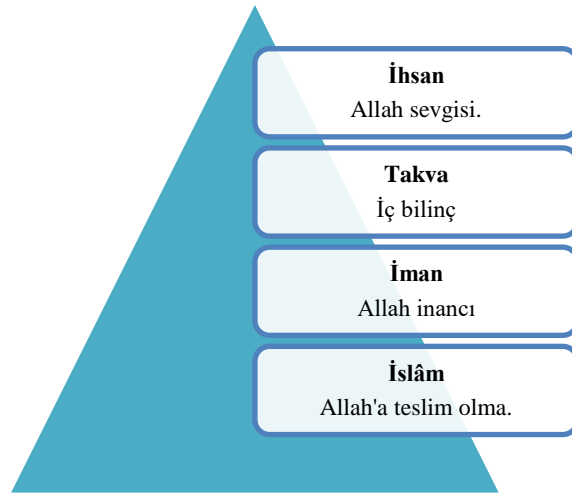 İhsan
Allah sevgisi.
Takva
İç bilinç
İman
Allah inancı
İslâm
Allah'a teslim olma.